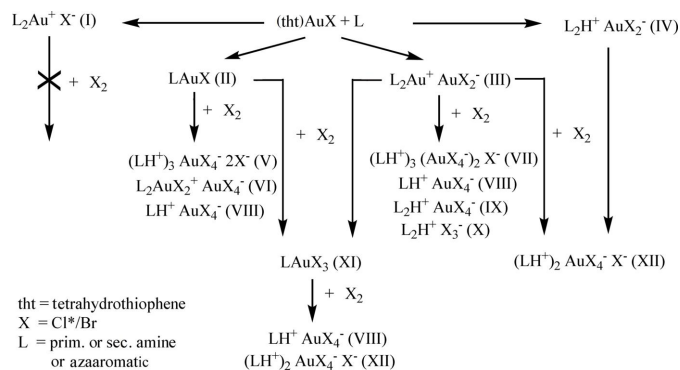 L₂Au⁺ X⁻ (I)
(tht)AuX + L
L₂H⁺ AuX₂⁻ (IV)
+ X₂
LAuX (II)
L₂Au⁺ AuX₂⁻ (III)
+ X₂
+ X₂
+ X₂
+ X₂
(LH⁺)₃ AuX₄⁻ 2X⁻ (V)
L₂AuX₂⁺ AuX₄⁻ (VI)
LH⁺ AuX₄⁻ (VIII)
(LH⁺)₃ (AuX₄⁻)₂ X⁻ (VII)
LH⁺ AuX₄⁻ (VIII)
L₂H⁺ AuX₄⁻ (IX)
L₂H⁺ X₃⁻ (X)
LAuX₃ (XI)
(LH⁺)₂ AuX₄⁻ X⁻ (XII)
+ X₂
LH⁺ AuX₄⁻ (VIII)
(LH⁺)₂ AuX₄⁻ X⁻ (XII)
tht = tetrahydrothiophene
X = Cl*/Br
L = prim. or sec. amine
or azaaromatic